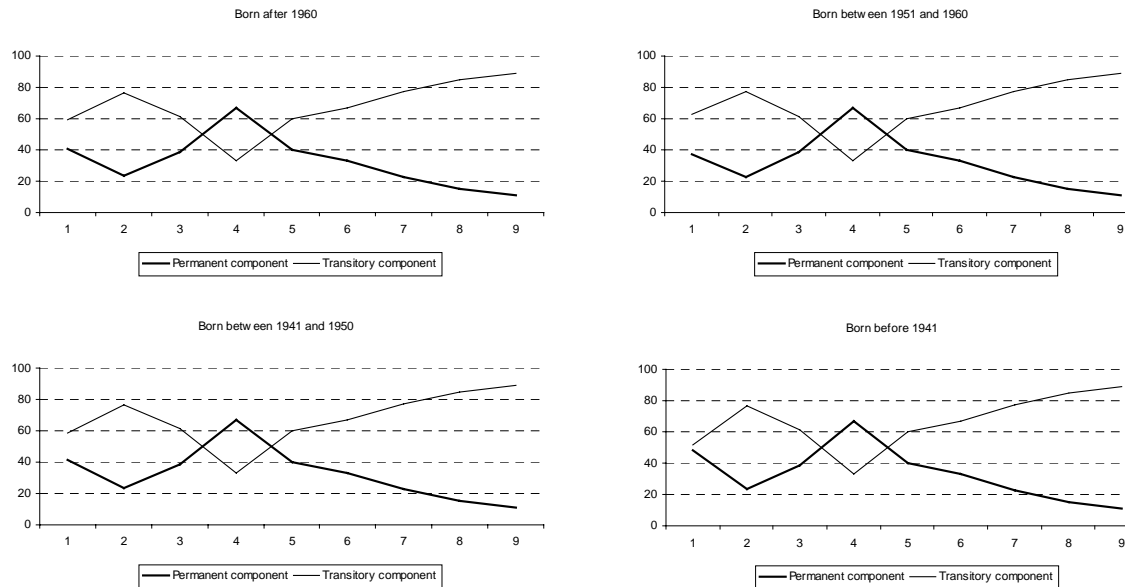 Born after 1960
100
80
60
40
20
0
1 2 3 4 5 6 7 8 9
Permanent component Transitory component
Born between 1951 and 1960
100
80
60
40
20
0
1 2 3 4 5 6 7 8 9
Permanent component Transitory component
Born between 1941 and 1950
100
80
60
40
20
0
1 2 3 4 5 6 7 8 9
Permanent component Transitory component
Born before 1941
100
80
60
40
20
0
1 2 3 4 5 6 7 8 9
Permanent component Transitory component